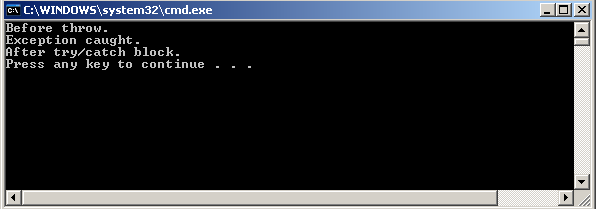 C:\WINDOWS\system32\cmd.exe
Before throw.
Exception caught.
After try/catch block.
Press any key to continue . . .